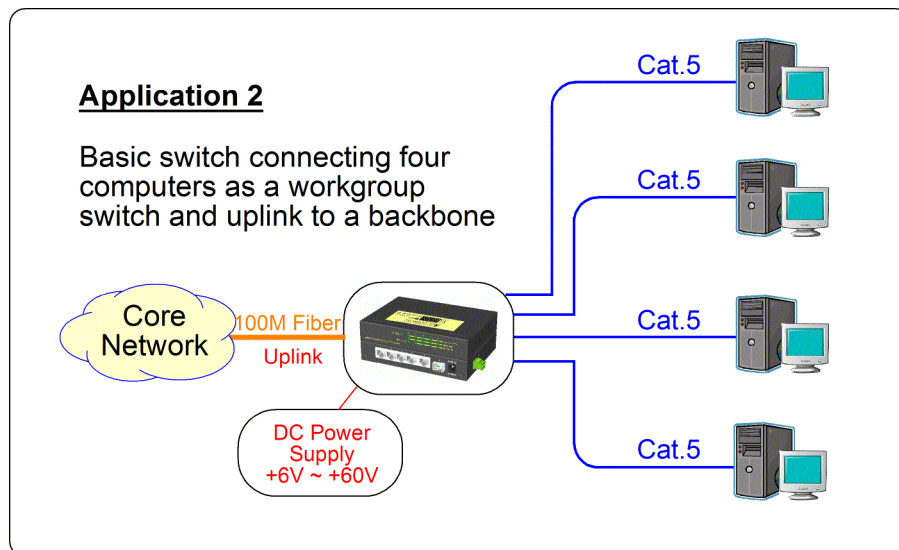 Application 2
Basic switch connecting four
computers as a workgroup
switch and uplink to a backbone
Cat.5
Cat.5
Cat.5
Cat.5
Core
Network
100M Fiber
Uplink
DC Power
Supply
+6V ~ +60V